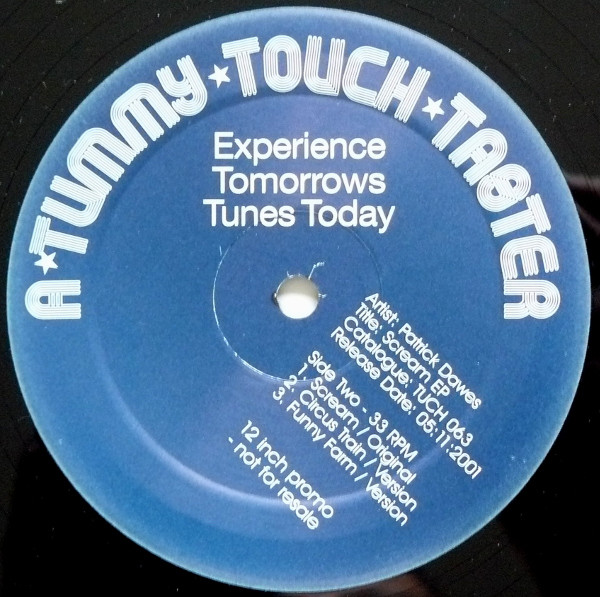 A★TUMMY★TOUCH★TASTER
Experience
Tomorrows
Tunes Today
Artist: Patrick Dawes
Title: Scream EP
Catalogue: TUCH 063
Release Date: 05:11:2001
Side Two - 33 RPM
1. Scream / Original
2. Circus Train / Version
3. Funny Farm / Version
12 inch promo
- not for resale